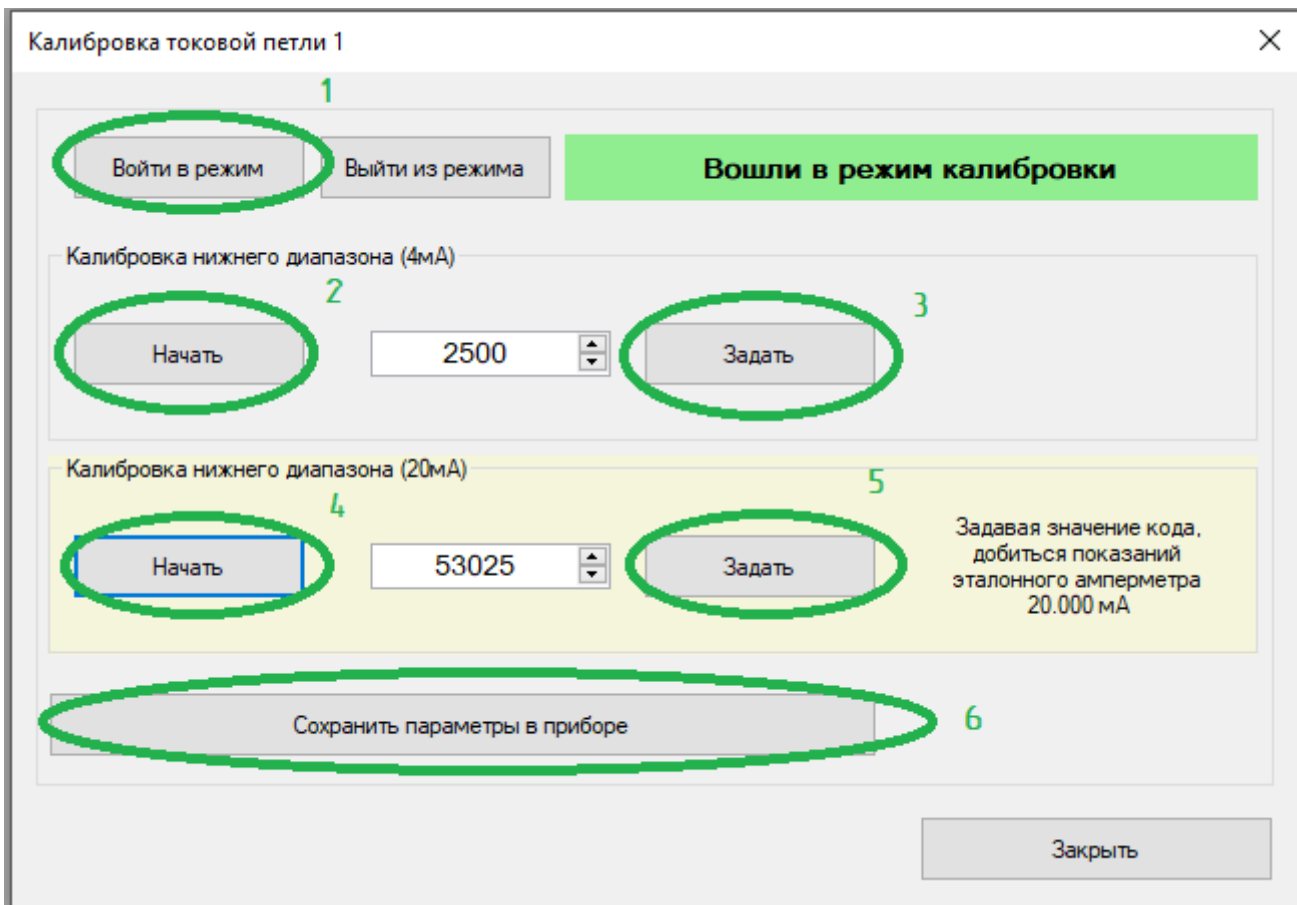 Калибровка токовой петли 1
1
Войти в режим
Выйти из режима
Вошли в режим калибровки
Калибровка нижнего диапазона (4мА)
2
3
Начать
2500
Задать
Калибровка нижнего диапазона (20мА)
4
5
Начать
53025
Задать
Задавая значение кода,
добиться показаний
эталонного амперметра
20.000 мА
Сохранить параметры в приборе
6
Закрыть